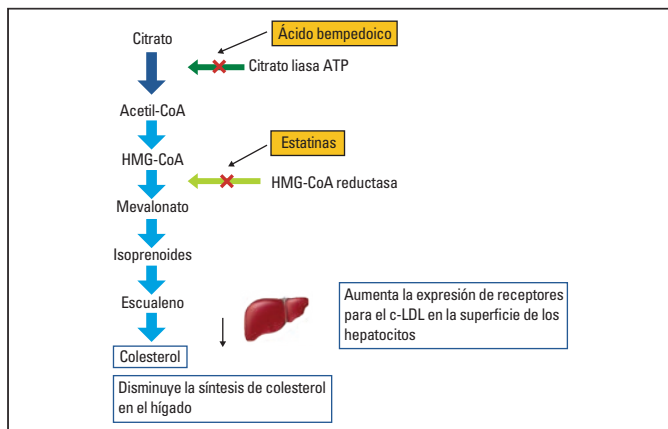 Ácido bempedoico
Citrato
Citrato liasa ATP
Acetil-CoA
Estatinas
HMG-CoA
HMG-CoA reductasa
Mevalonato
Isoprenoides
Escualeno
Aumenta la expresión de receptores
para el c-LDL en la superficie de los
hepatocitos
Colesterol
Disminuye la síntesis de colesterol
en el hígado